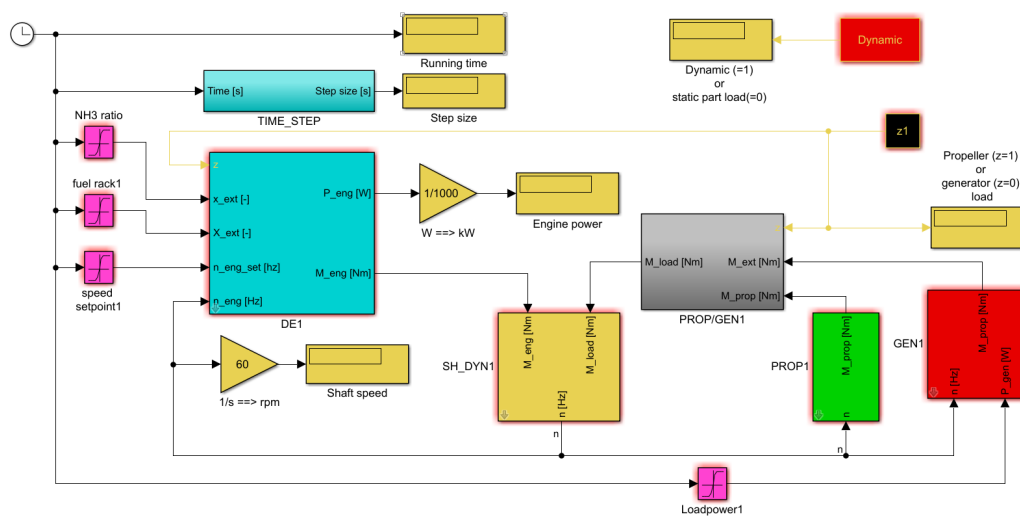 Running time
Dynamic
Dynamic (=1)
or
static part load(=0)
Time [s]
Step size [s]
TIME_STEP
Step size
NH3 ratio
z1
z
x_ext [-]
P_eng [W]
1/1000
W ==> kW
Engine power
Propeller (z=1)
or
generator (z=0)
load
fuel rack1
X_ext [-]
n_eng_set [hz]
M_eng [Nm]
n_eng [Hz]
DE1
speed
setpoint1
z
M_load [Nm]
M_ext [Nm]
M_prop [Nm]
PROP/GEN1
60
1/s ==> rpm
Shaft speed
SH_DYN1
M_eng [Nm
M_load [Nm]
n [Hz]
n
PROP1
M_prop [Nm]
n
n
GEN1
M_prop [Nm]
n [Hz]
P_gen [W]
Loadpower1